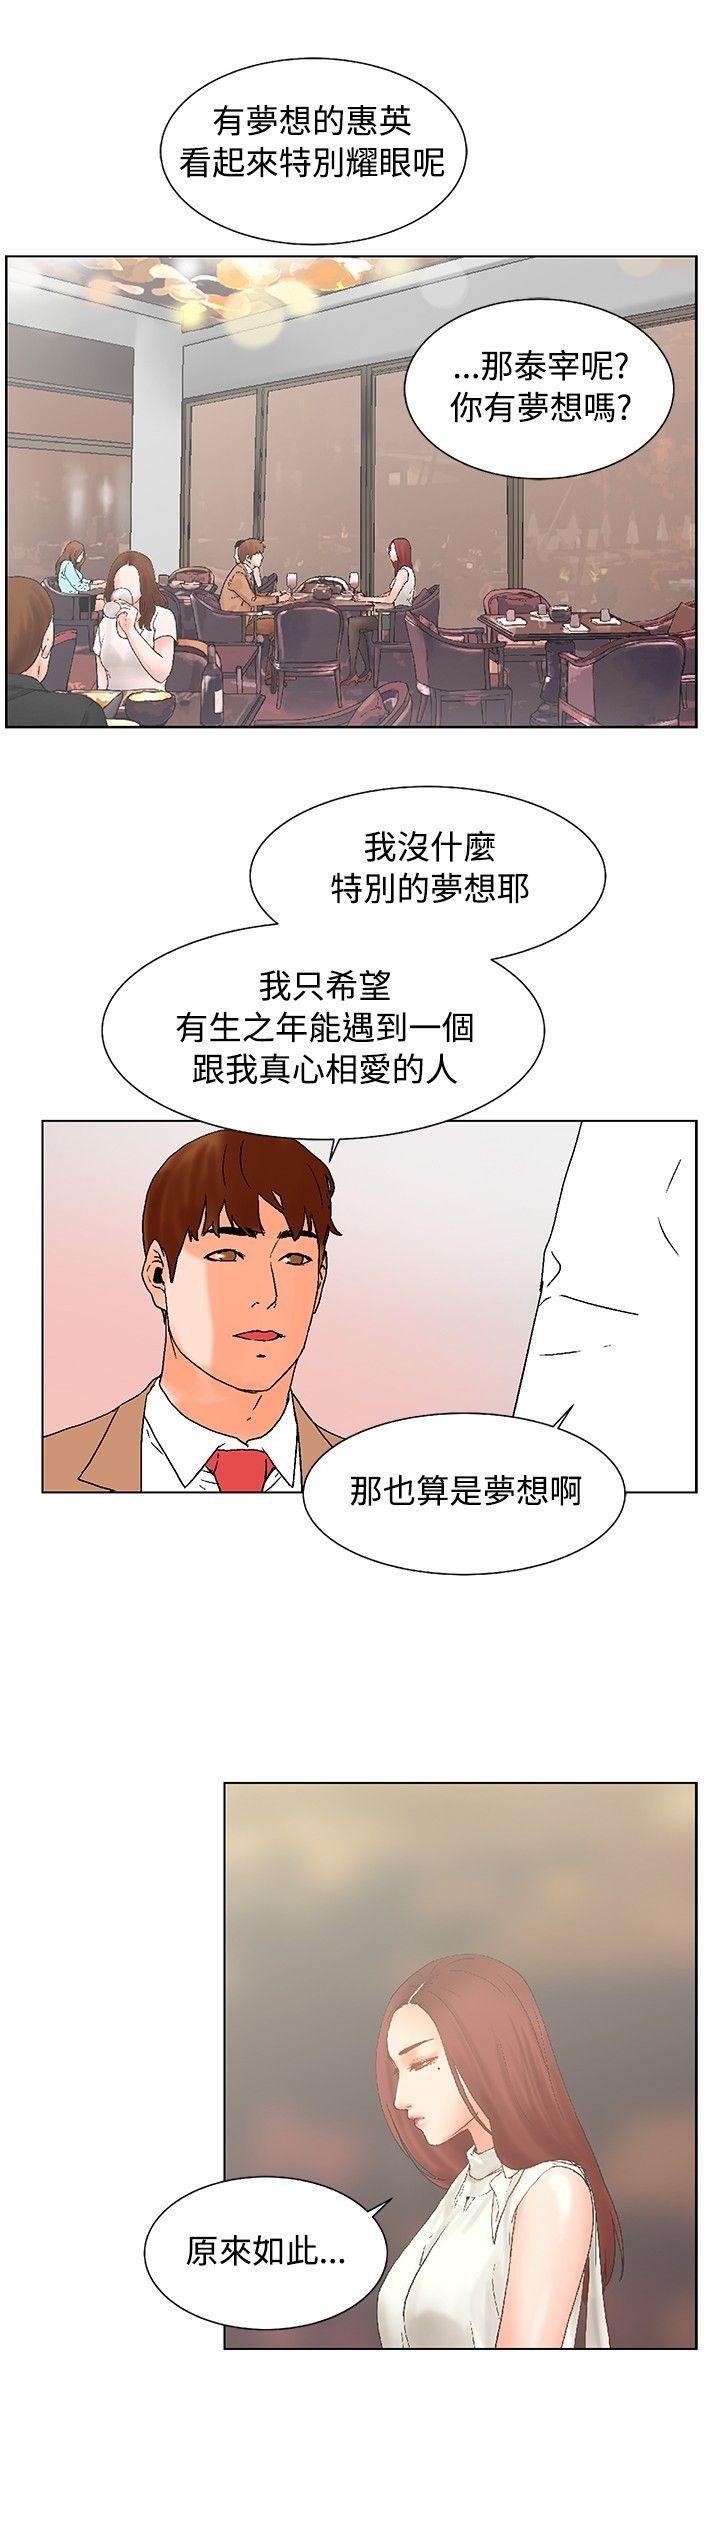 有夢想的惠英
看起來特別耀眼呢
...那泰宰呢?
你有夢想嗎?
我沒什麼
特別的夢想耶
我只希望
有生之年能遇到一個
跟我真心相愛的人
那也算是夢想啊
原來如此...